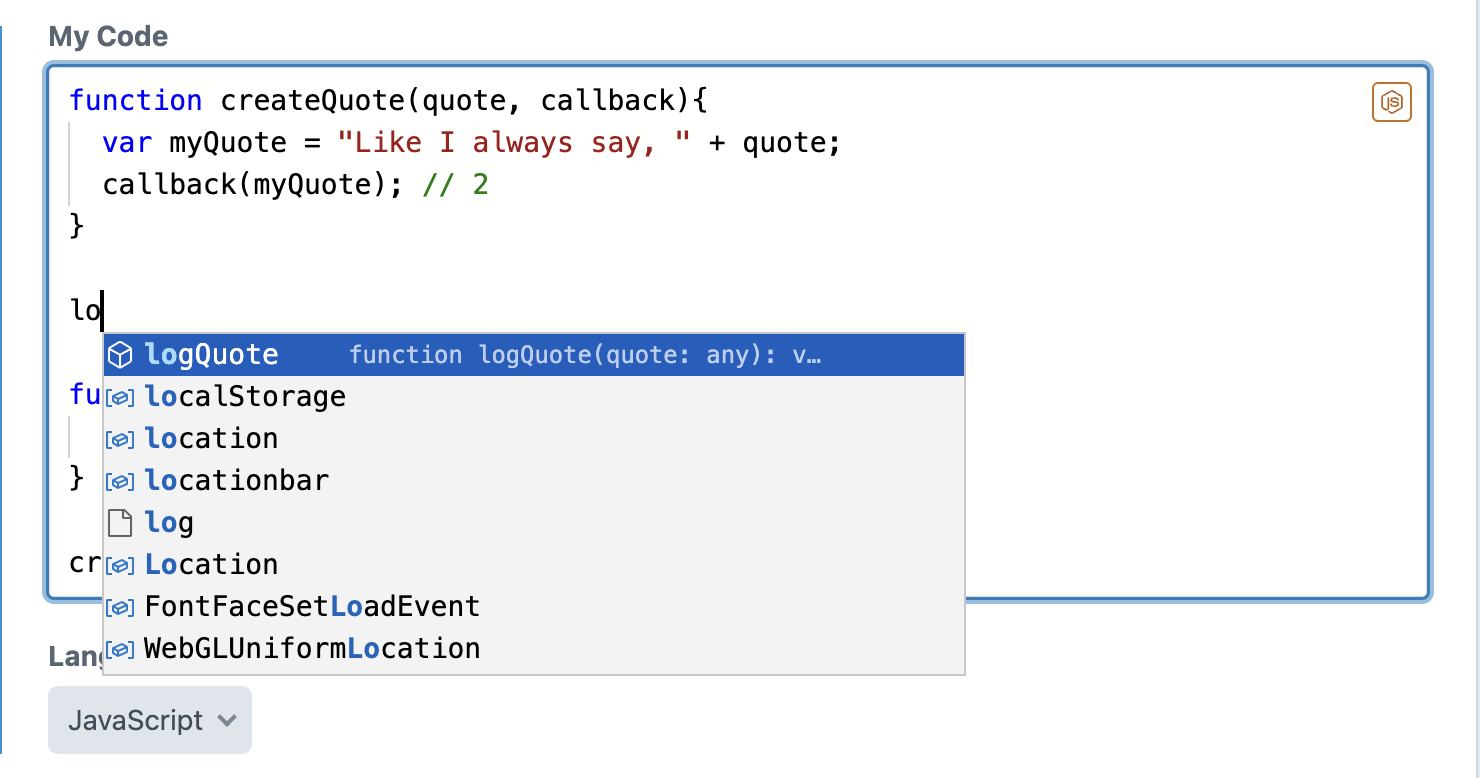 My Code
function createQuote(quote, callback){
JS
var myQuote = "Like I always say, " + quote;
callback(myQuote); // 2
}
lo
logQuote function logQuote(quote: any): v…
fu
localStorage
location
}
locationbar
log
cr
Location
FontFaceSetLoadEvent
Lang
WebGLUniformLocation
JavaScript